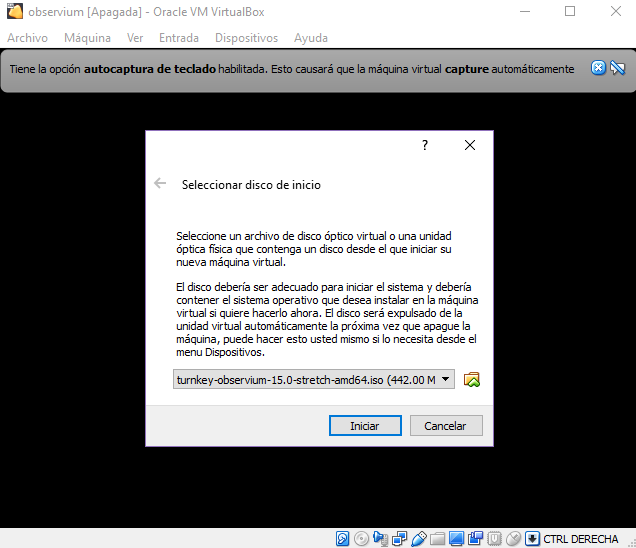 observium [Apagada] - Oracle VM VirtualBox
Archivo Máquina Ver Entrada Dispositivos Ayuda
Tiene la opción autocaptura de teclado habilitada. Esto causará que la máquina virtual capture automáticamente
?
Seleccionar disco de inicio
Seleccione un archivo de disco óptico virtual o una unidad
óptica física que contenga un disco desde el que iniciar su
nueva máquina virtual.
El disco debería ser adecuado para iniciar el sistema y debería
contener el sistema operativo que desea instalar en la máquina
virtual si quiere hacerlo ahora. El disco será expulsado de la
unidad virtual automáticamente la próxima vez que apague la
máquina, puede hacer esto usted mismo si lo necesita desde el
menu Dispositivos.
turnkey-observium-15.0-stretch-amd64.iso (442.00 M
Iniciar Cancelar
CTRL DERECHA